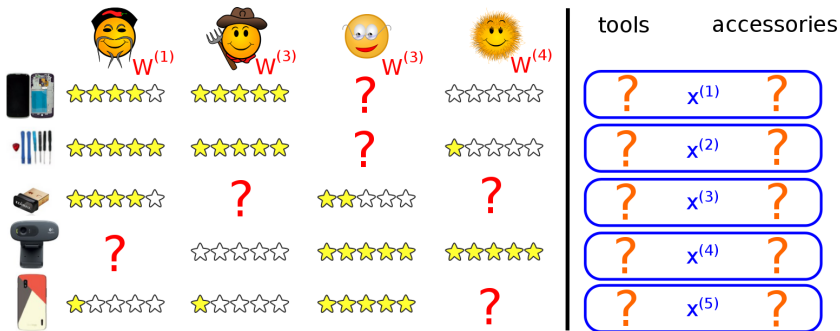 tools accessories
W(1) W(3) W(3) W(4)
? ? x(1) ?
? ? x(2) ?
? ? ? x(3) ?
? ? x(4) ?
? ? x(5) ?